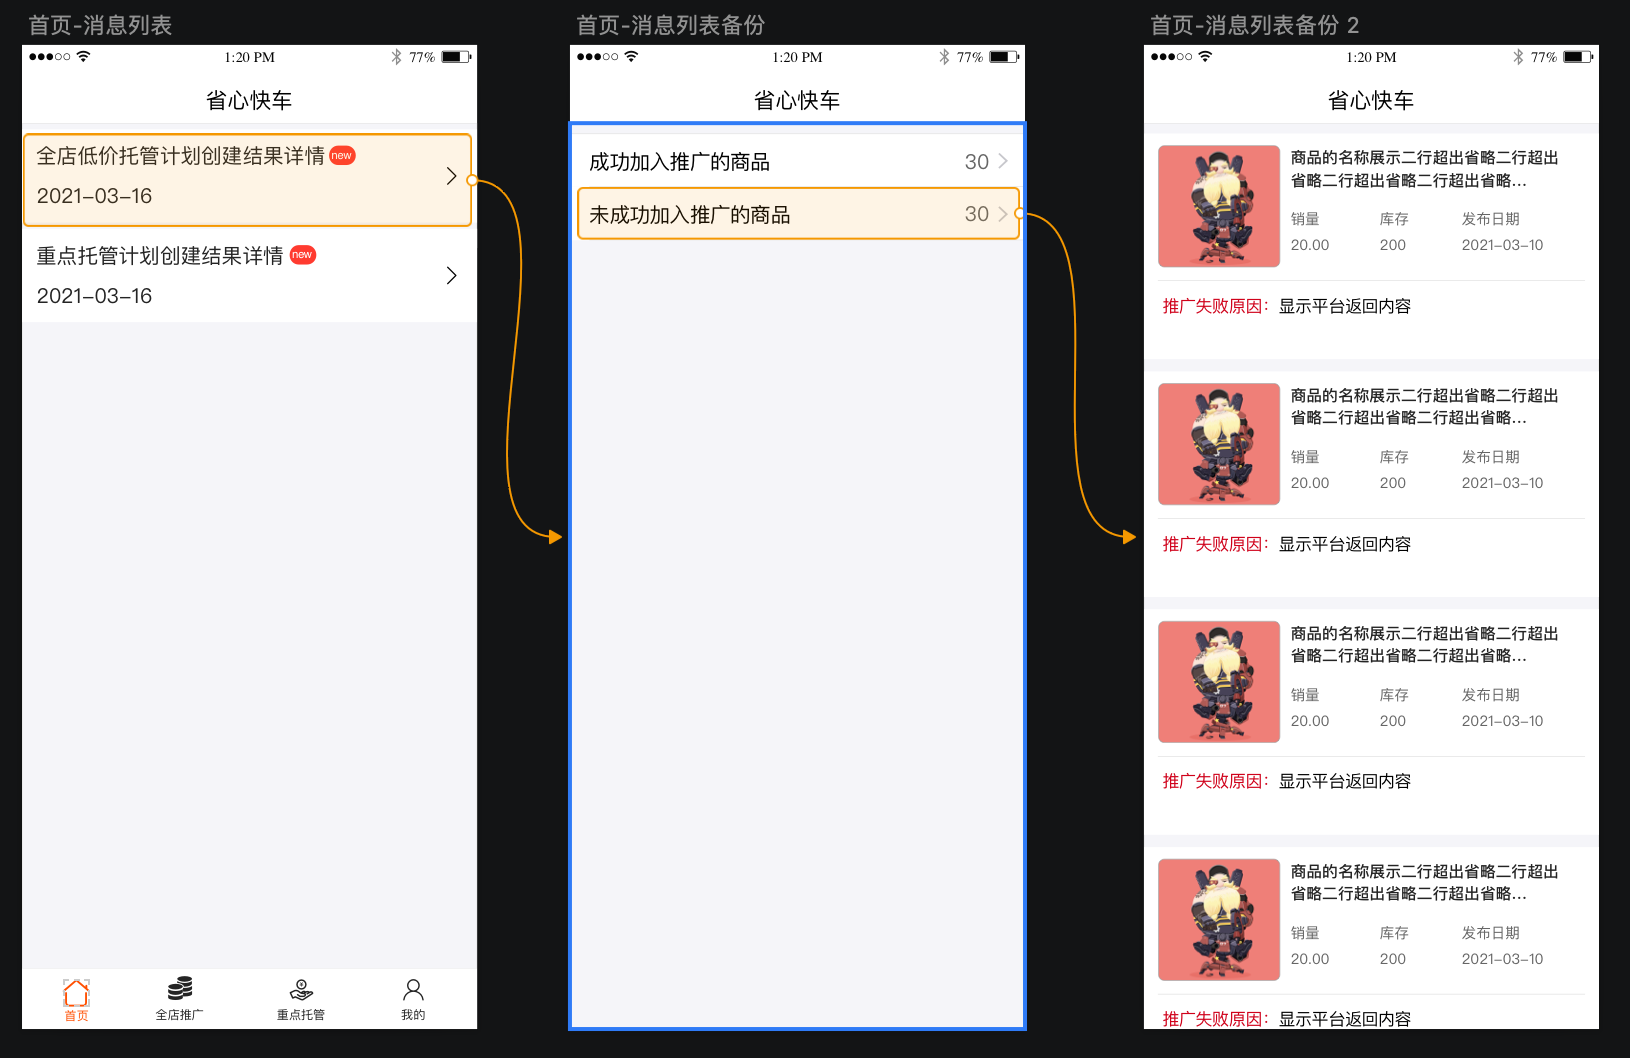 首页-消息列表
1:20 PM
77%
省心快车
全店低价托管计划创建结果详情 new
2021-03-16
重点托管计划创建结果详情 new
2021-03-16
首页
全店推广
重点托管
我的
首页-消息列表备份
1:20 PM
77%
省心快车
成功加入推广的商品 30
未成功加入推广的商品 30
首页-消息列表备份 2
1:20 PM
77%
省心快车
商品的名称展示二行超出省略二行超出
省略二行超出省略二行超出省略...
销量 库存 发布日期
20.00 200 2021-03-10
推广失败原因：显示平台返回内容
商品的名称展示二行超出省略二行超出
省略二行超出省略二行超出省略...
销量 库存 发布日期
20.00 200 2021-03-10
推广失败原因：显示平台返回内容
商品的名称展示二行超出省略二行超出
省略二行超出省略二行超出省略...
销量 库存 发布日期
20.00 200 2021-03-10
推广失败原因：显示平台返回内容
商品的名称展示二行超出省略二行超出
省略二行超出省略二行超出省略...
销量 库存 发布日期
20.00 200 2021-03-10
推广失败原因：显示平台返回内容